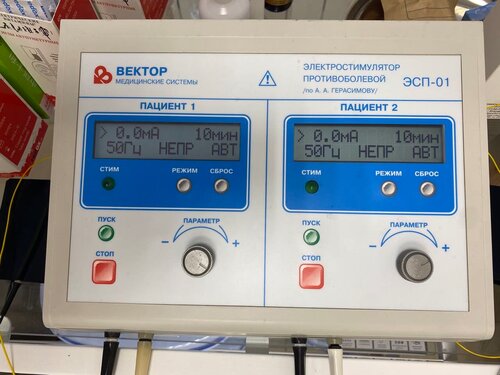 ВЕКТОР
МЕДИЦИНСКИЕ СИСТЕМЫ
ЭЛЕКТРОСТИМУЛЯТОР
ПРОТИВОБОЛЕВОЙ
/по А. А. ГЕРАСИМОВУ/
ЭСП-01
ПАЦИЕНТ 1
> 0.0мА 10мин
50Гц НЕПР АВТ
СТИМ
РЕЖИМ
СБРОС
ПУСК
СТОП
ПАРАМЕТР
- +
ПАЦИЕНТ 2
> 0.0мА 10мин
50Гц НЕПР АВТ
СТИМ
РЕЖИМ
СБРОС
ПУСК
СТОП
ПАРАМЕТР
- +